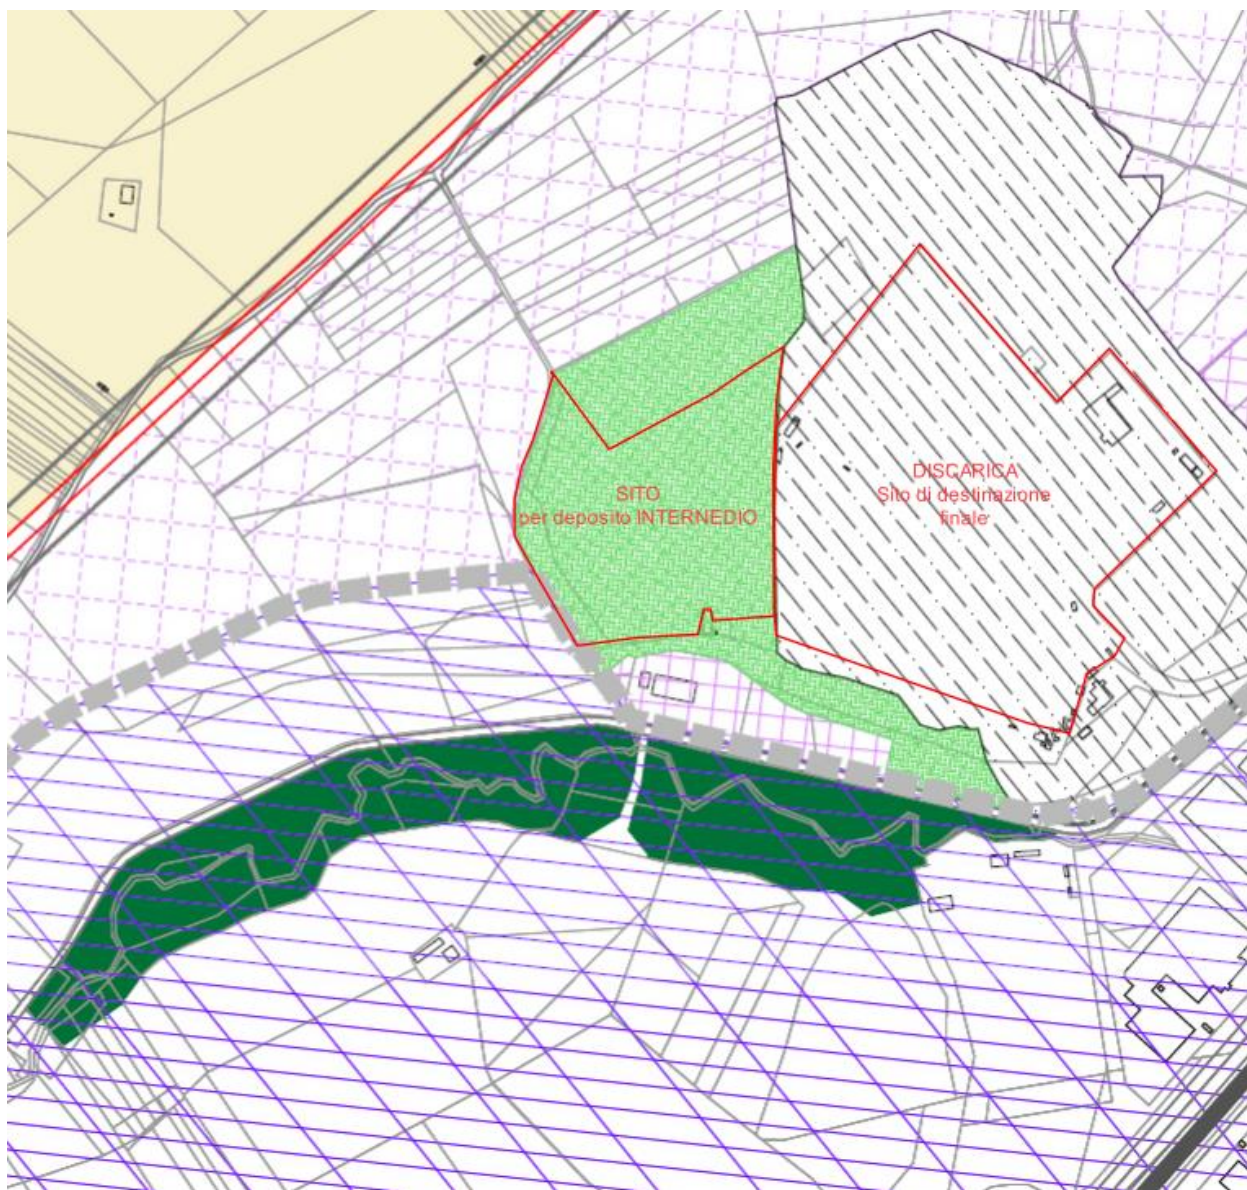 SITO
per deposito INTERNEDIO
DISCARICA
Sito di destinazione
finale